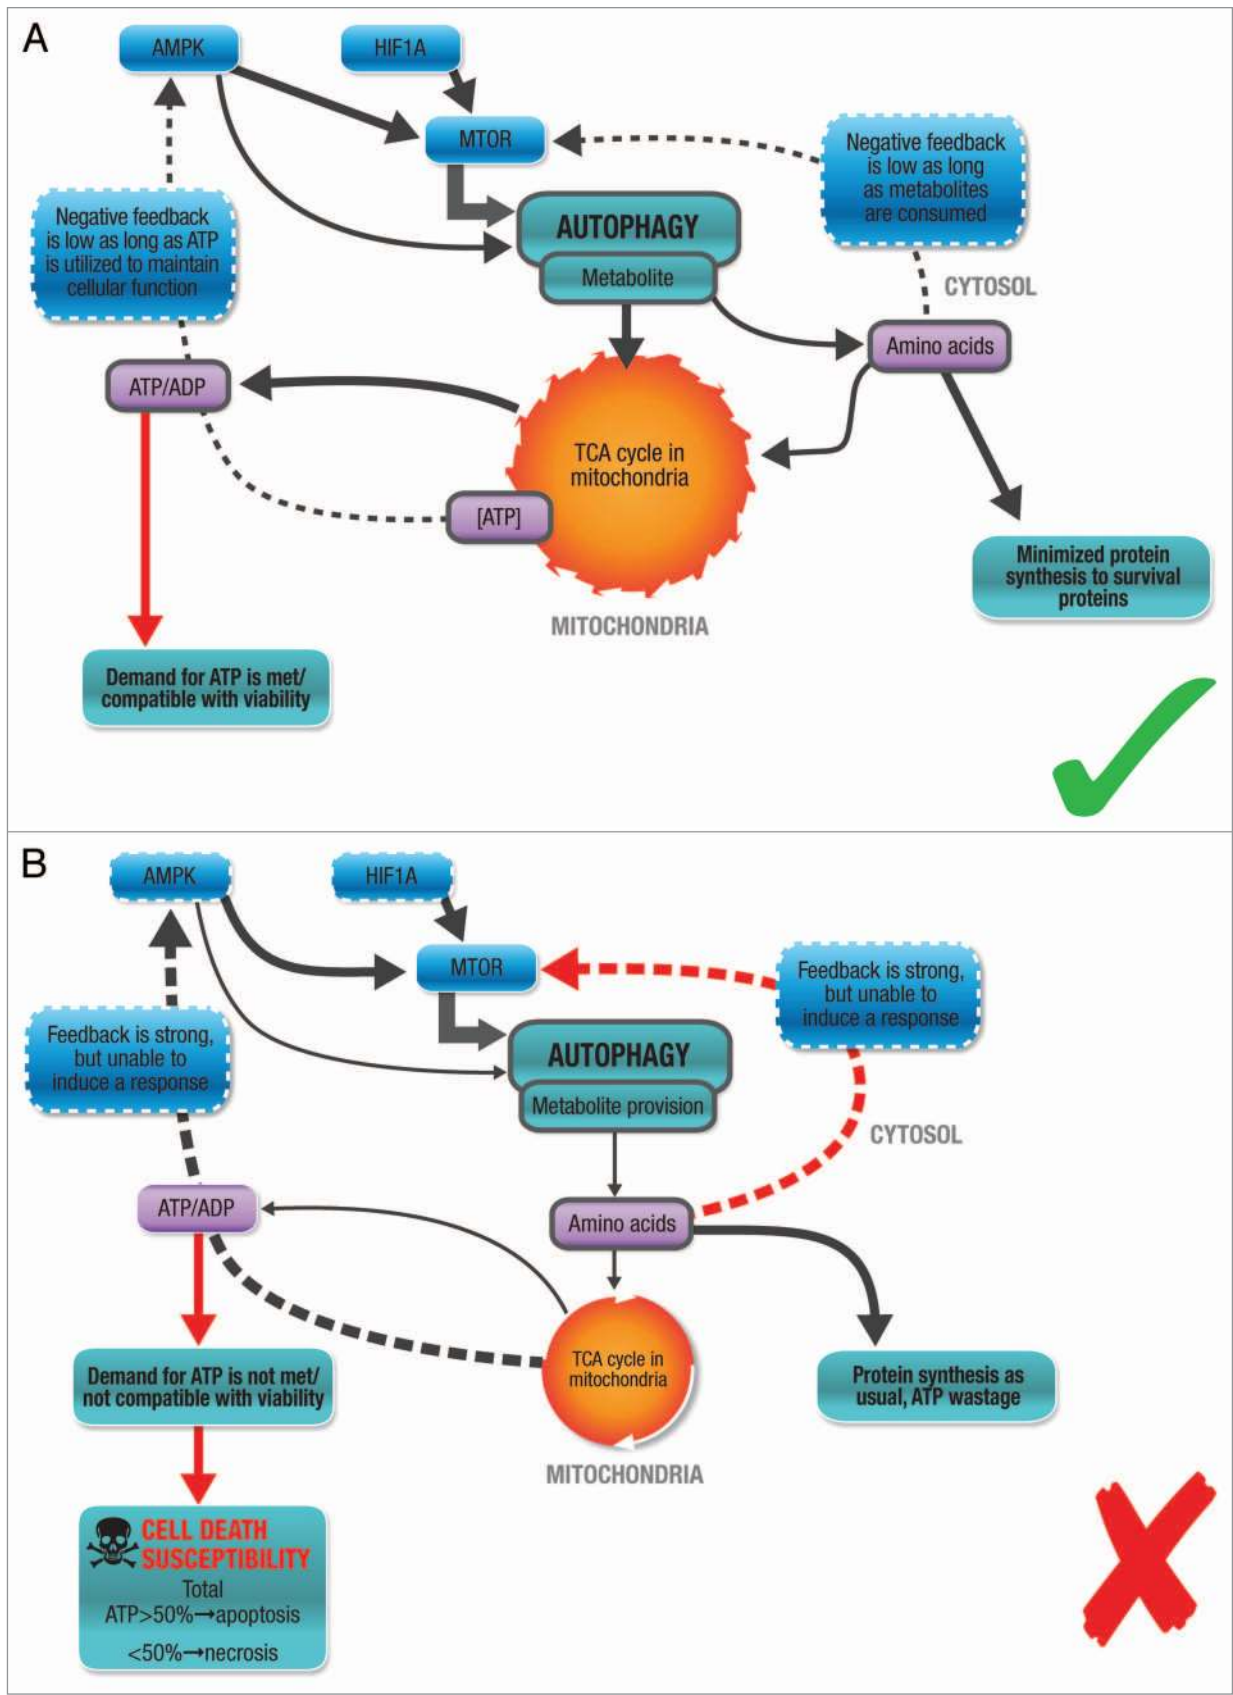 A
AMPK
HIF1A
MTOR
Negative feedback
is low as long
as metabolites
are consumed
Negative feedback
is low as long as ATP
is utilized to maintain
cellular function
AUTOPHAGY
Metabolite
CYTOSOL
Amino acids
ATP/ADP
TCA cycle in
mitochondria
[ATP]
Minimized protein
synthesis to survival
proteins
MITOCHONDRIA
Demand for ATP is met/
compatible with viability
B
AMPK
HIF1A
MTOR
Feedback is strong,
but unable to
induce a response
Feedback is strong,
but unable to
induce a response
AUTOPHAGY
Metabolite provision
CYTOSOL
ATP/ADP
Amino acids
TCA cycle in
mitochondria
Demand for ATP is not met/
not compatible with viability
Protein synthesis as
usual, ATP wastage
MITOCHONDRIA
CELL DEATH
SUSCEPTIBILITY
Total
ATP>50%→apoptosis
<50%→necrosis